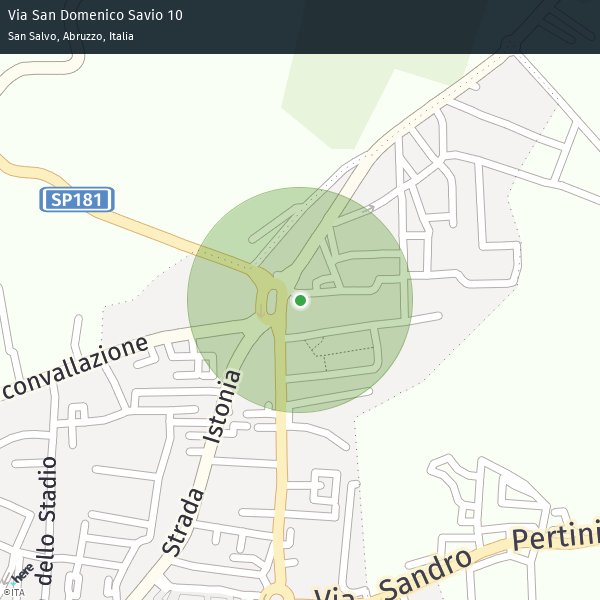 Via San Domenico Savio 10
San Salvo, Abruzzo, Italia
SP181
convallazione
Istonia
Strada
dello Stadio
Pertini
Sandro
Via
here
©ITA